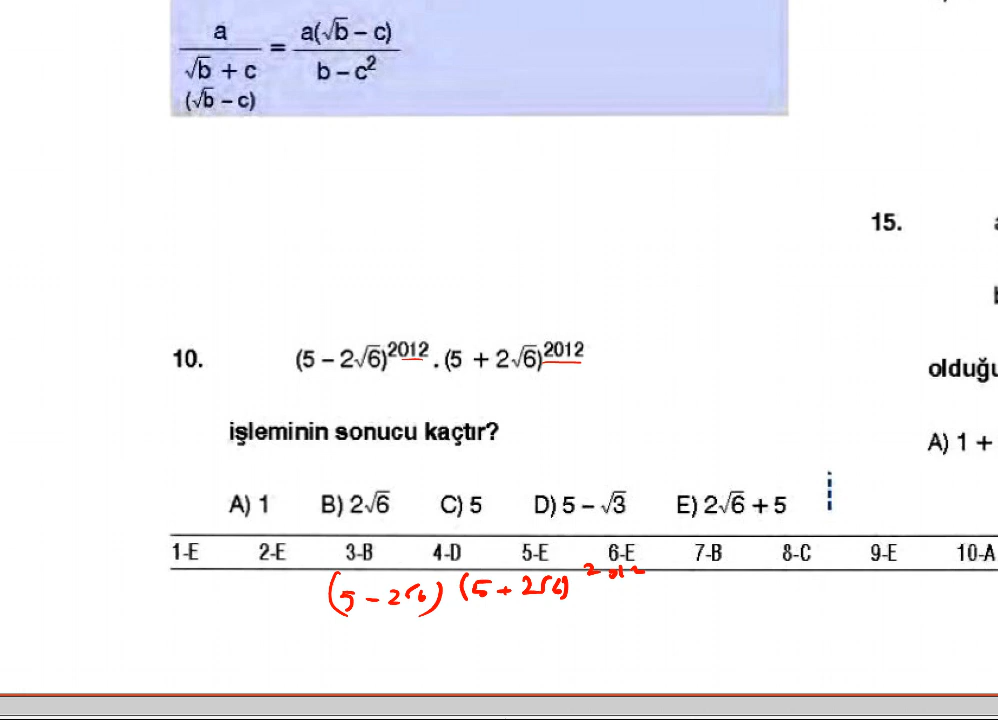 a / (√b + c) = a(√b – c) / (b – c²)
(√b – c)
15.
10. (5 – 2√6)²⁰¹² . (5 + 2√6)²⁰¹²
olduğu
işleminin sonucu kaçtır?
A) 1 +
A) 1 B) 2√6 C) 5 D) 5 – √3 E) 2√6 + 5
1-E 2-E 3-B 4-D 5-E 6-E 7-B 8-C 9-E 10-A
(5 – 2√6) (5 + 2√6)²⁰¹²